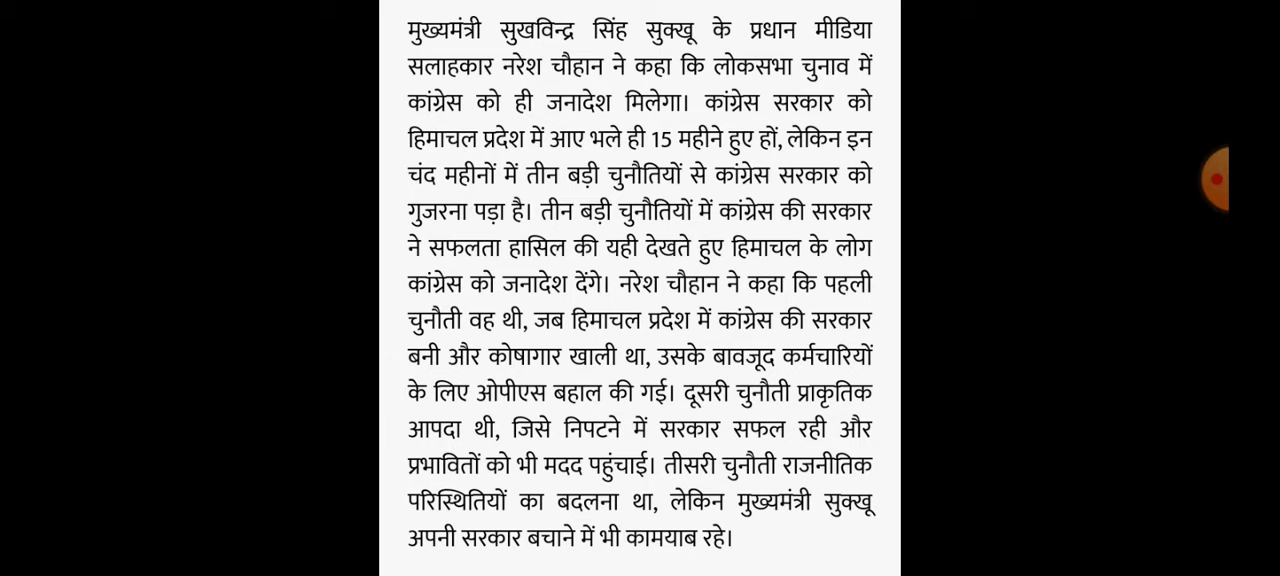 मुख्यमंत्री सुखविन्द्र सिंह सुक्खू के प्रधान मीडिया
सलाहकार नरेश चौहान ने कहा कि लोकसभा चुनाव में
कांग्रेस को ही जनादेश मिलेगा। कांग्रेस सरकार को
हिमाचल प्रदेश में आए भले ही 15 महीने हुए हों, लेकिन इन
चंद महीनों में तीन बड़ी चुनौतियों से कांग्रेस सरकार को
गुजरना पड़ा है। तीन बड़ी चुनौतियों में कांग्रेस की सरकार
ने सफलता हासिल की यही देखते हुए हिमाचल के लोग
कांग्रेस को जनादेश देंगे। नरेश चौहान ने कहा कि पहली
चुनौती वह थी, जब हिमाचल प्रदेश में कांग्रेस की सरकार
बनी और कोषागार खाली था, उसके बावजूद कर्मचारियों
के लिए ओपीएस बहाल की गई। दूसरी चुनौती प्राकृतिक
आपदा थी, जिसे निपटने में सरकार सफल रही और
प्रभावितों को भी मदद पहुंचाई। तीसरी चुनौती राजनीतिक
परिस्थितियों का बदलना था, लेकिन मुख्यमंत्री सुक्खू
अपनी सरकार बचाने में भी कामयाब रहे।